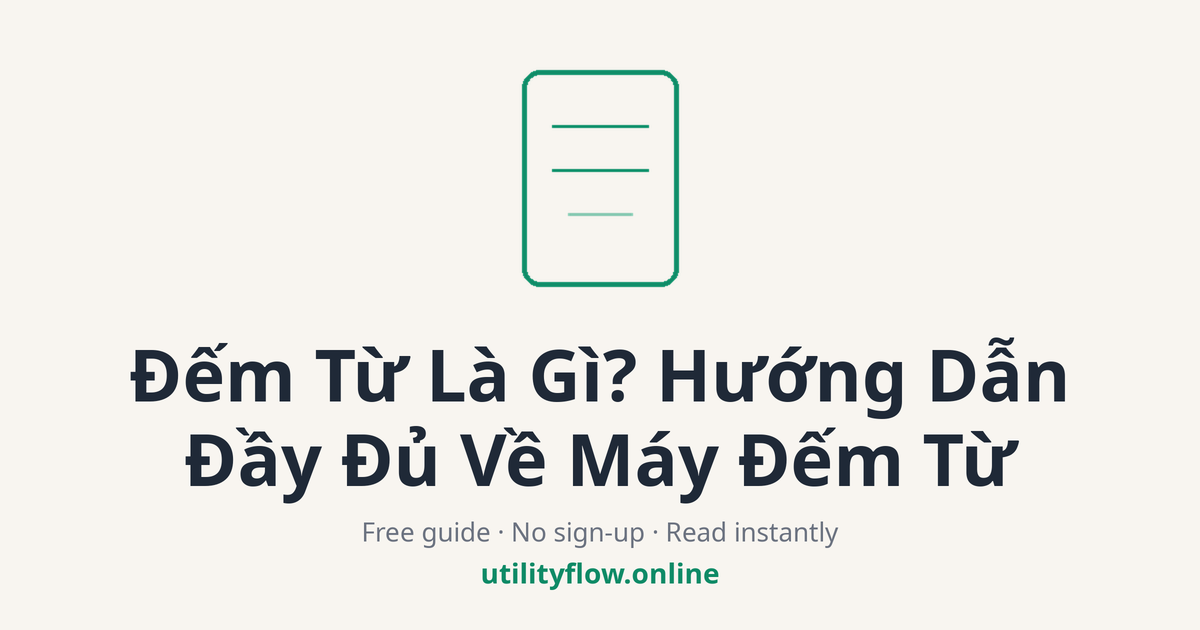 Đếm Từ Là Gì? Hướng Dẫn
Đầy Đủ Về Máy Đếm Từ
Free guide · No sign-up · Read instantly
utilityflow.online